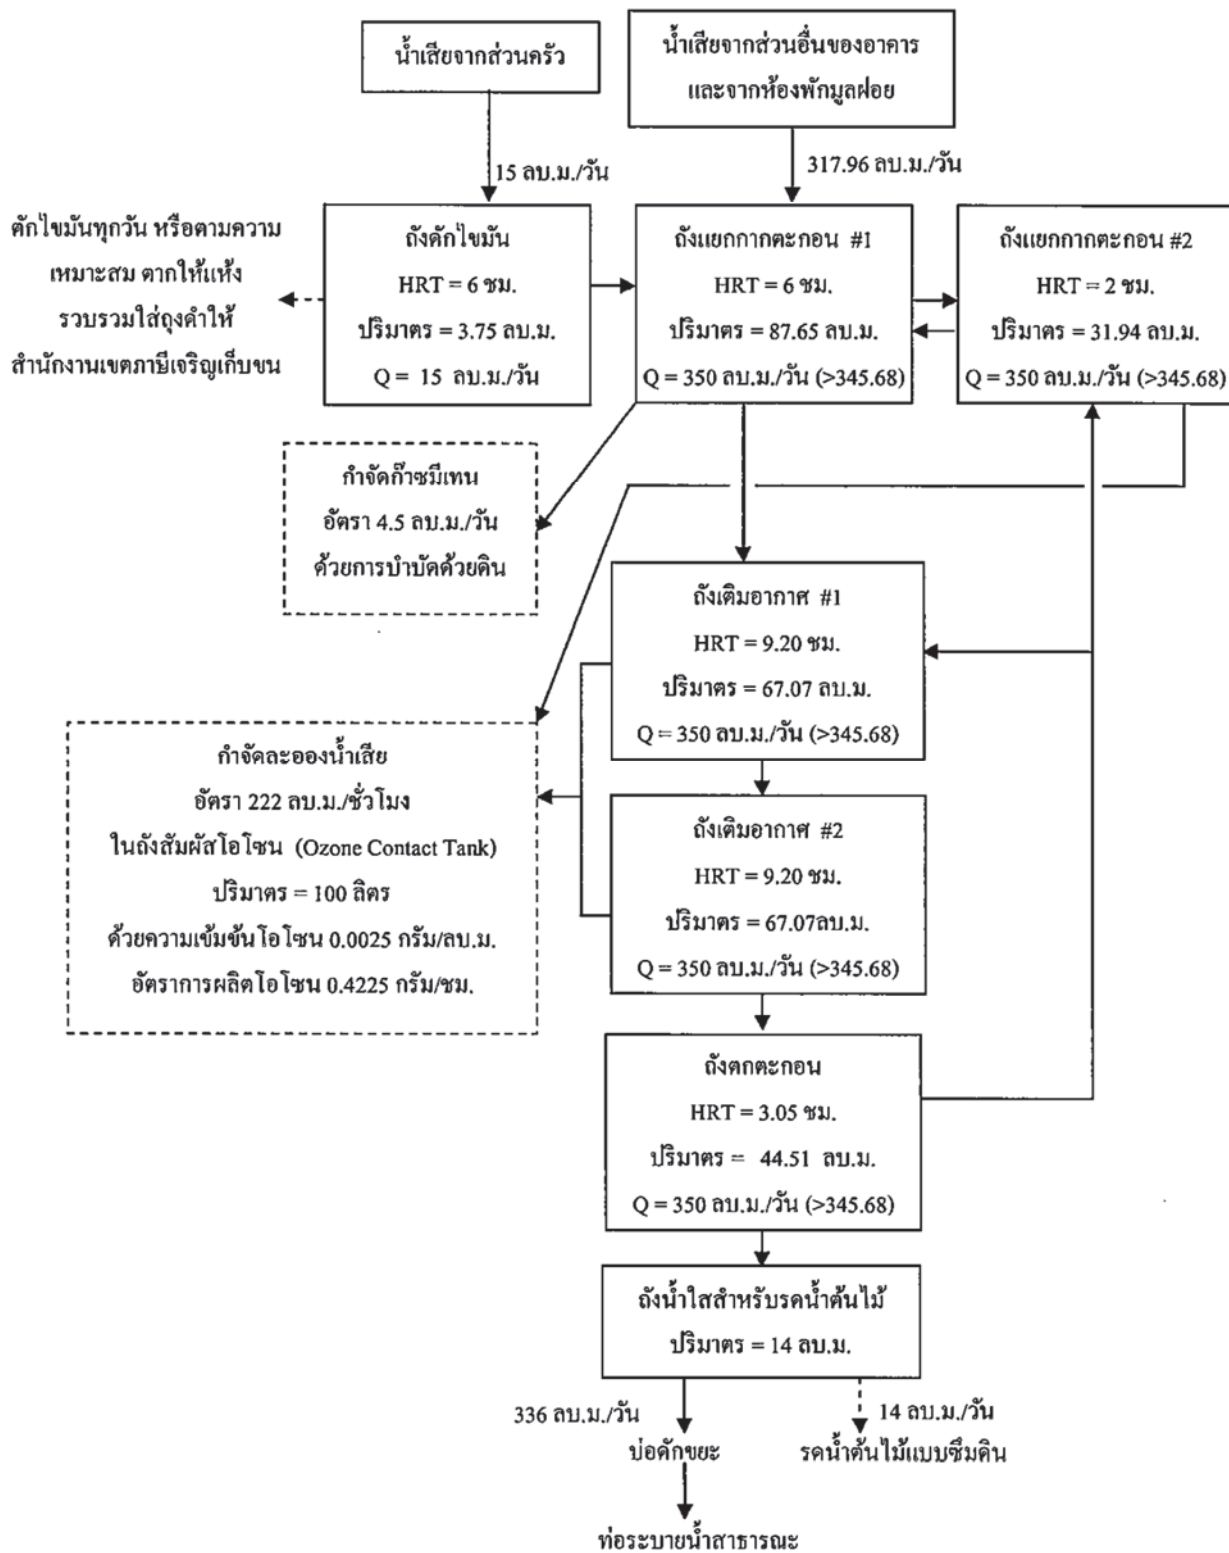 น้ำเสียจากส่วนครัว
น้ำเสียจากส่วนอื่นของอาคาร
และจากห้องพักมูลฝอย
15 ลบ.ม./วัน
317.96 ลบ.ม./วัน
ตักไขมันทุกวัน หรือตามความ
เหมาะสม ตากให้แห้ง
รวบรวมใส่ถุงดำให้
สำนักงานเขตภาษีเจริญเก็บขน
ถังดักไขมัน
HRT = 6 ชม.
ปริมาตร = 3.75 ลบ.ม.
Q = 15 ลบ.ม./วัน
ถังแยกกากตะกอน #1
HRT = 6 ชม.
ปริมาตร = 87.65 ลบ.ม.
Q = 350 ลบ.ม./วัน (>345.68)
ถังแยกกากตะกอน #2
HRT = 2 ชม.
ปริมาตร = 31.94 ลบ.ม.
Q = 350 ลบ.ม./วัน (>345.68)
กำจัดก๊าซมีเทน
อัตรา 4.5 ลบ.ม./วัน
ด้วยการบำบัดด้วยดิน
ถังเติมอากาศ #1
HRT = 9.20 ชม.
ปริมาตร = 67.07 ลบ.ม.
Q = 350 ลบ.ม./วัน (>345.68)
กำจัดละอองน้ำเสีย
อัตรา 222 ลบ.ม./ชั่วโมง
ในถังสัมผัสโอโซน (Ozone Contact Tank)
ปริมาตร = 100 ลิตร
ด้วยความเข้มข้นโอโซน 0.0025 กรัม/ลบ.ม.
อัตราการผลิตโอโซน 0.4225 กรัม/ชม.
ถังเติมอากาศ #2
HRT = 9.20 ชม.
ปริมาตร = 67.07ลบ.ม.
Q = 350 ลบ.ม./วัน (>345.68)
ถังตกตะกอน
HRT = 3.05 ชม.
ปริมาตร = 44.51 ลบ.ม.
Q = 350 ลบ.ม./วัน (>345.68)
ถังน้ำใสสำหรับรดน้ำต้นไม้
ปริมาตร = 14 ลบ.ม.
336 ลบ.ม./วัน
14 ลบ.ม./วัน
บ่อดักขยะ
รดน้ำต้นไม้แบบซึมดิน
ท่อระบายน้ำสาธารณะ